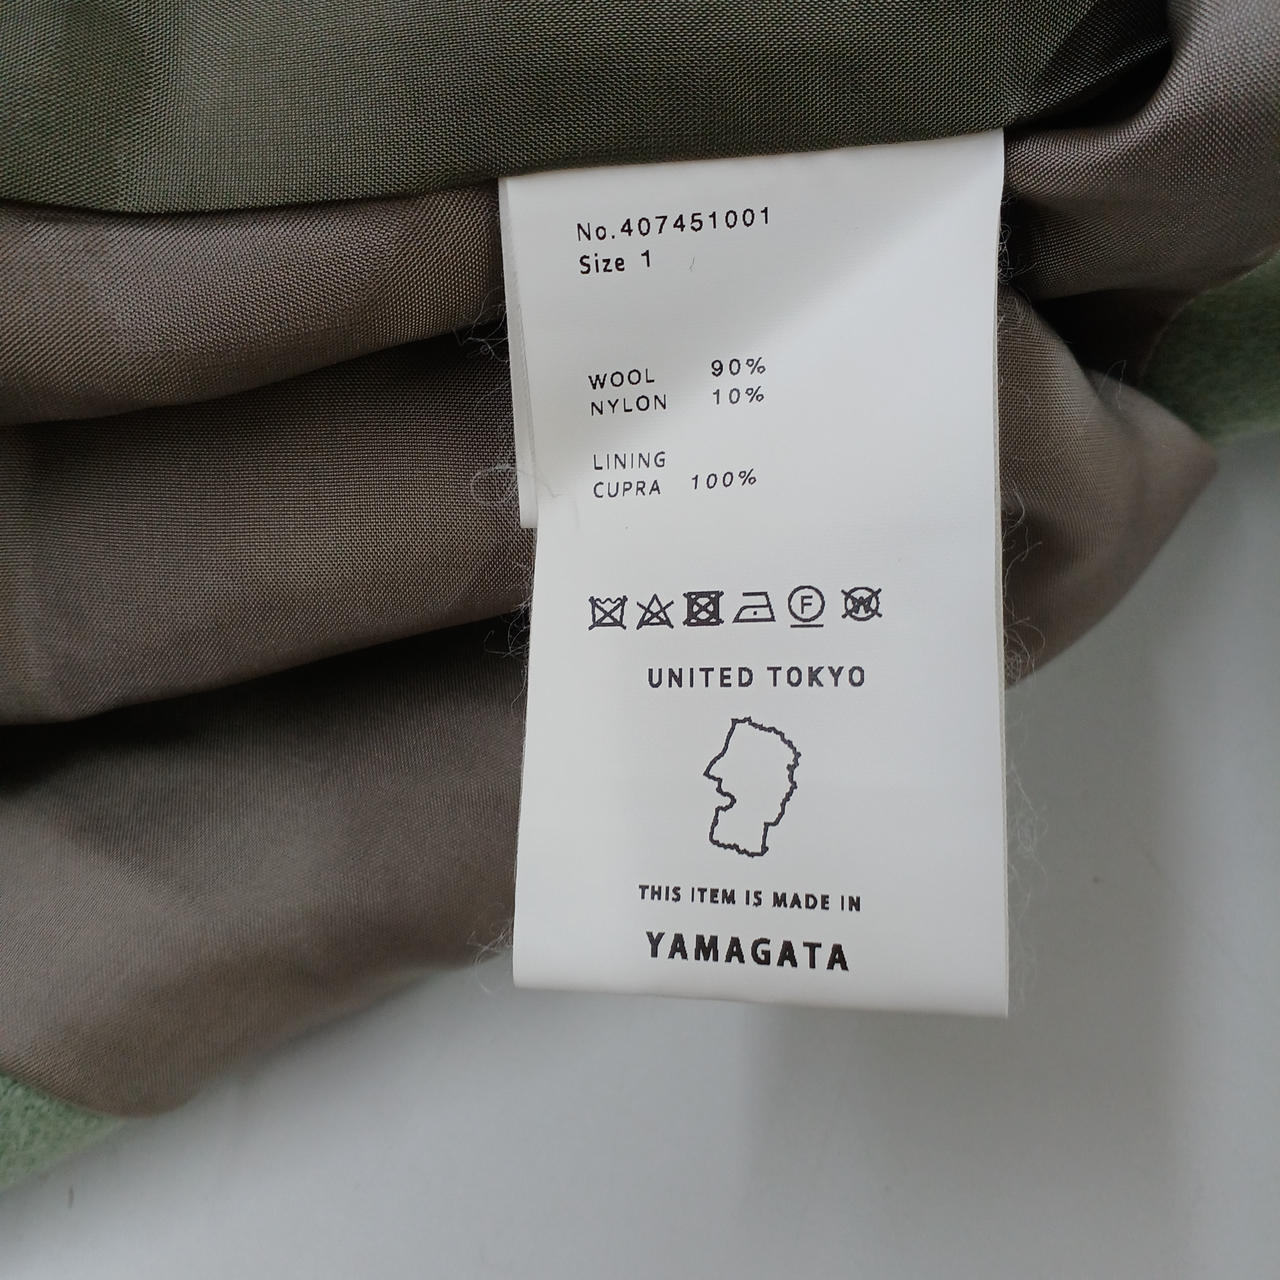 No.407451001
Size 1
WOOL 90%
NYLON 10%
LINING
CUPRA 100%
F W
UNITED TOKYO
THIS ITEM IS MADE IN
YAMAGATA